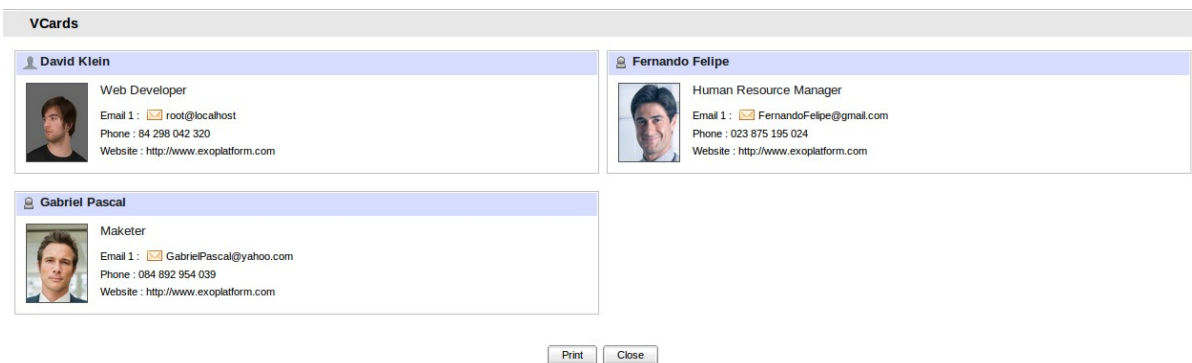 VCards
David Klein
Web Developer
Email 1 : root@localhost
Phone : 84 298 042 320
Website : http://www.exoplatform.com
Fernando Felipe
Human Resource Manager
Email 1 : FernandoFelipe@gmail.com
Phone : 023 875 195 024
Website : http://www.exoplatform.com
Gabriel Pascal
Maketer
Email 1 : GabrielPascal@yahoo.com
Phone : 084 892 954 039
Website : http://www.exoplatform.com
Print Close